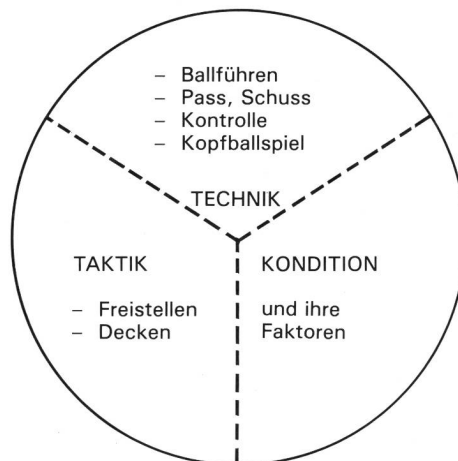 – Ballführen
– Pass, Schuss
– Kontrolle
– Kopfballspiel
TECHNIK
TAKTIK
– Freistellen
– Decken
KONDITION
und ihre
Faktoren